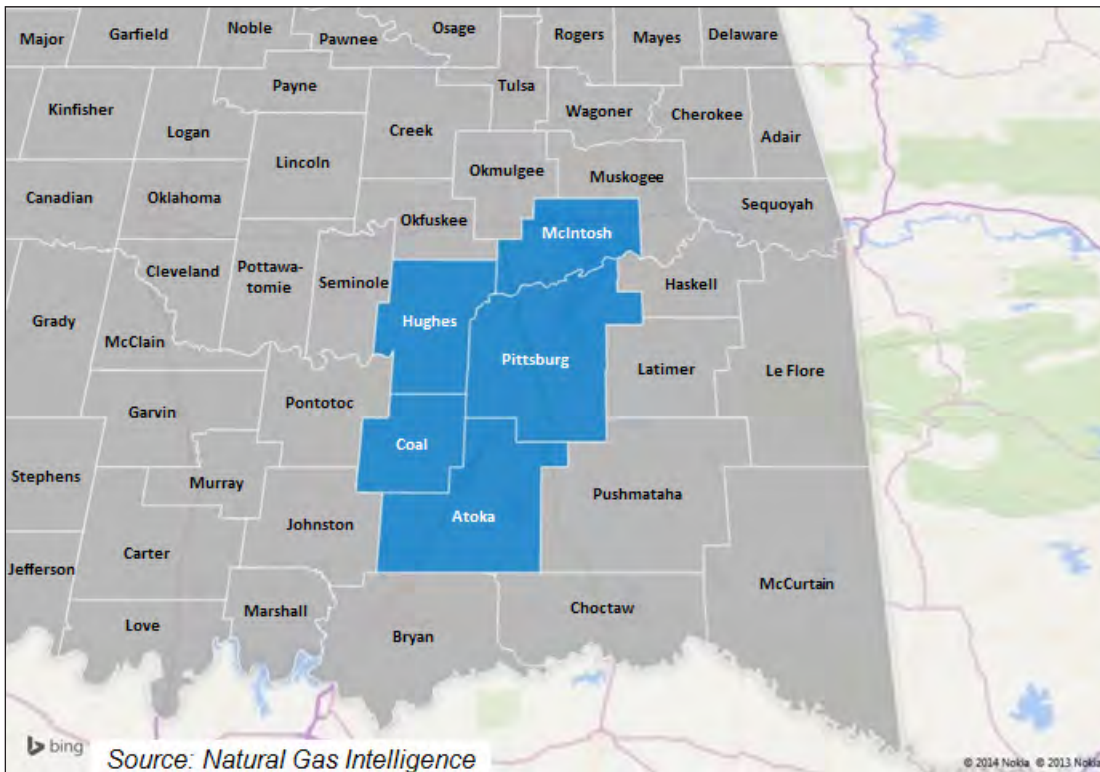 Major
Garfield
Noble
Pawnee
Osage
Rogers
Mayes
Delaware
Kinfisher
Logan
Payne
Creek
Tulsa
Wagoner
Cherokee
Adair
Canadian
Oklahoma
Lincoln
Okfuskee
Okmulgee
Muskogee
Sequoyah
McIntosh
Cleveland
Pottawa-
tomie
Seminole
Hughes
Haskell
Grady
McClain
Pittsburg
Latimer
Le Flore
Garvin
Pontotoc
Coal
Stephens
Murray
Johnston
Atoka
Pushmataha
Jefferson
Carter
Love
Marshall
Bryan
Choctaw
McCurtain
bing
Source: Natural Gas Intelligence
© 2014 Nokia © 2013 Nokia